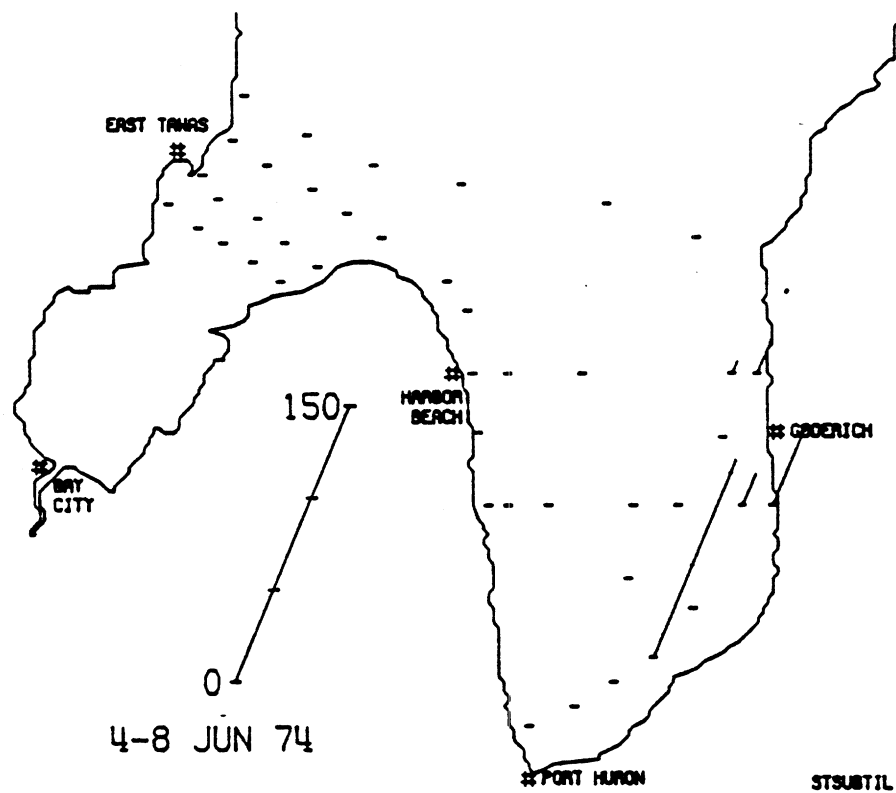 EAST TAWAS
HARBOR
BEACH
150
GODERICH
BAY
CITY
0
4-8 JUN 74
PORT HURON
STSUBTIL